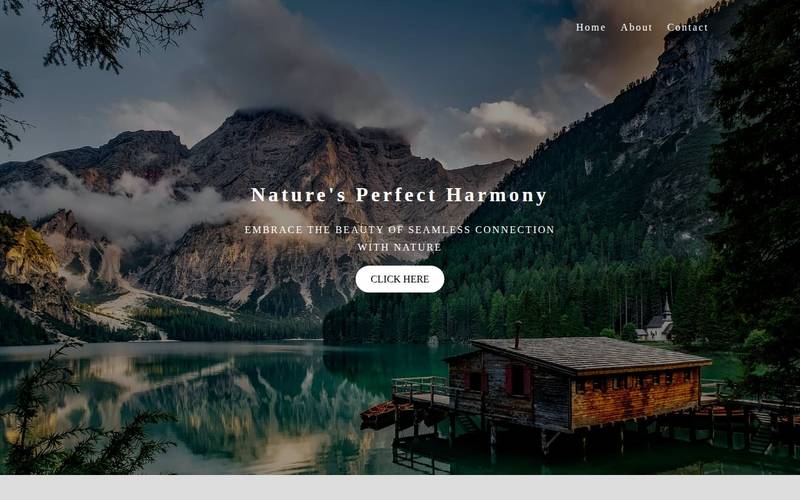 Home About Contact
Nature's Perfect Harmony
EMBRACE THE BEAUTY OF SEAMLESS CONNECTION
WITH NATURE
CLICK HERE